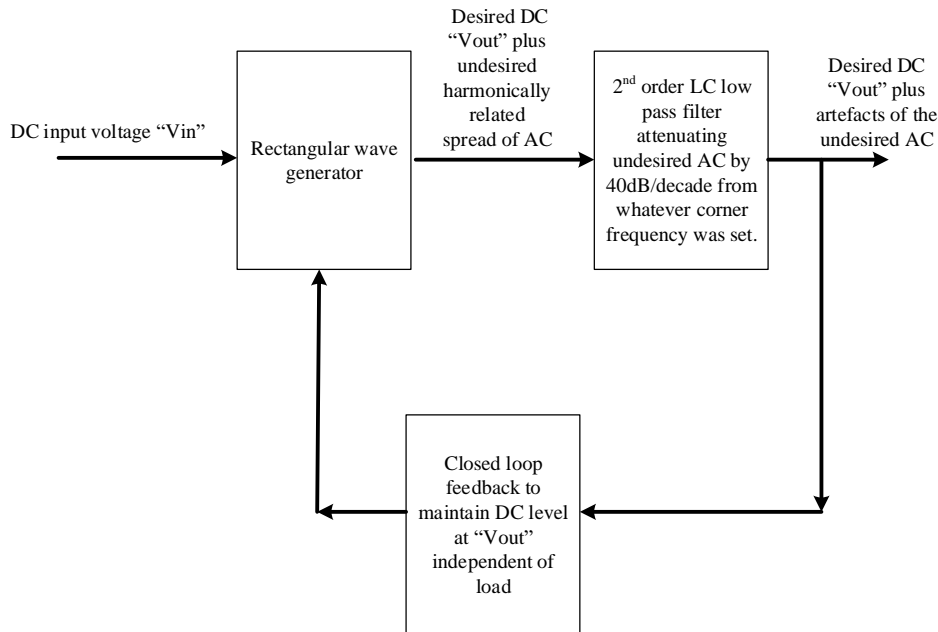 DC input voltage “Vin”
Rectangular wave
generator
Desired DC
“Vout” plus
undesired
harmonically
related
spread of AC
2nd order LC low
pass filter
attenuating
undesired AC by
40dB/decade from
whatever corner
frequency was set.
Desired DC
“Vout” plus
artefacts of the
undesired AC
Closed loop
feedback to
maintain DC level
at “Vout”
independent of
load